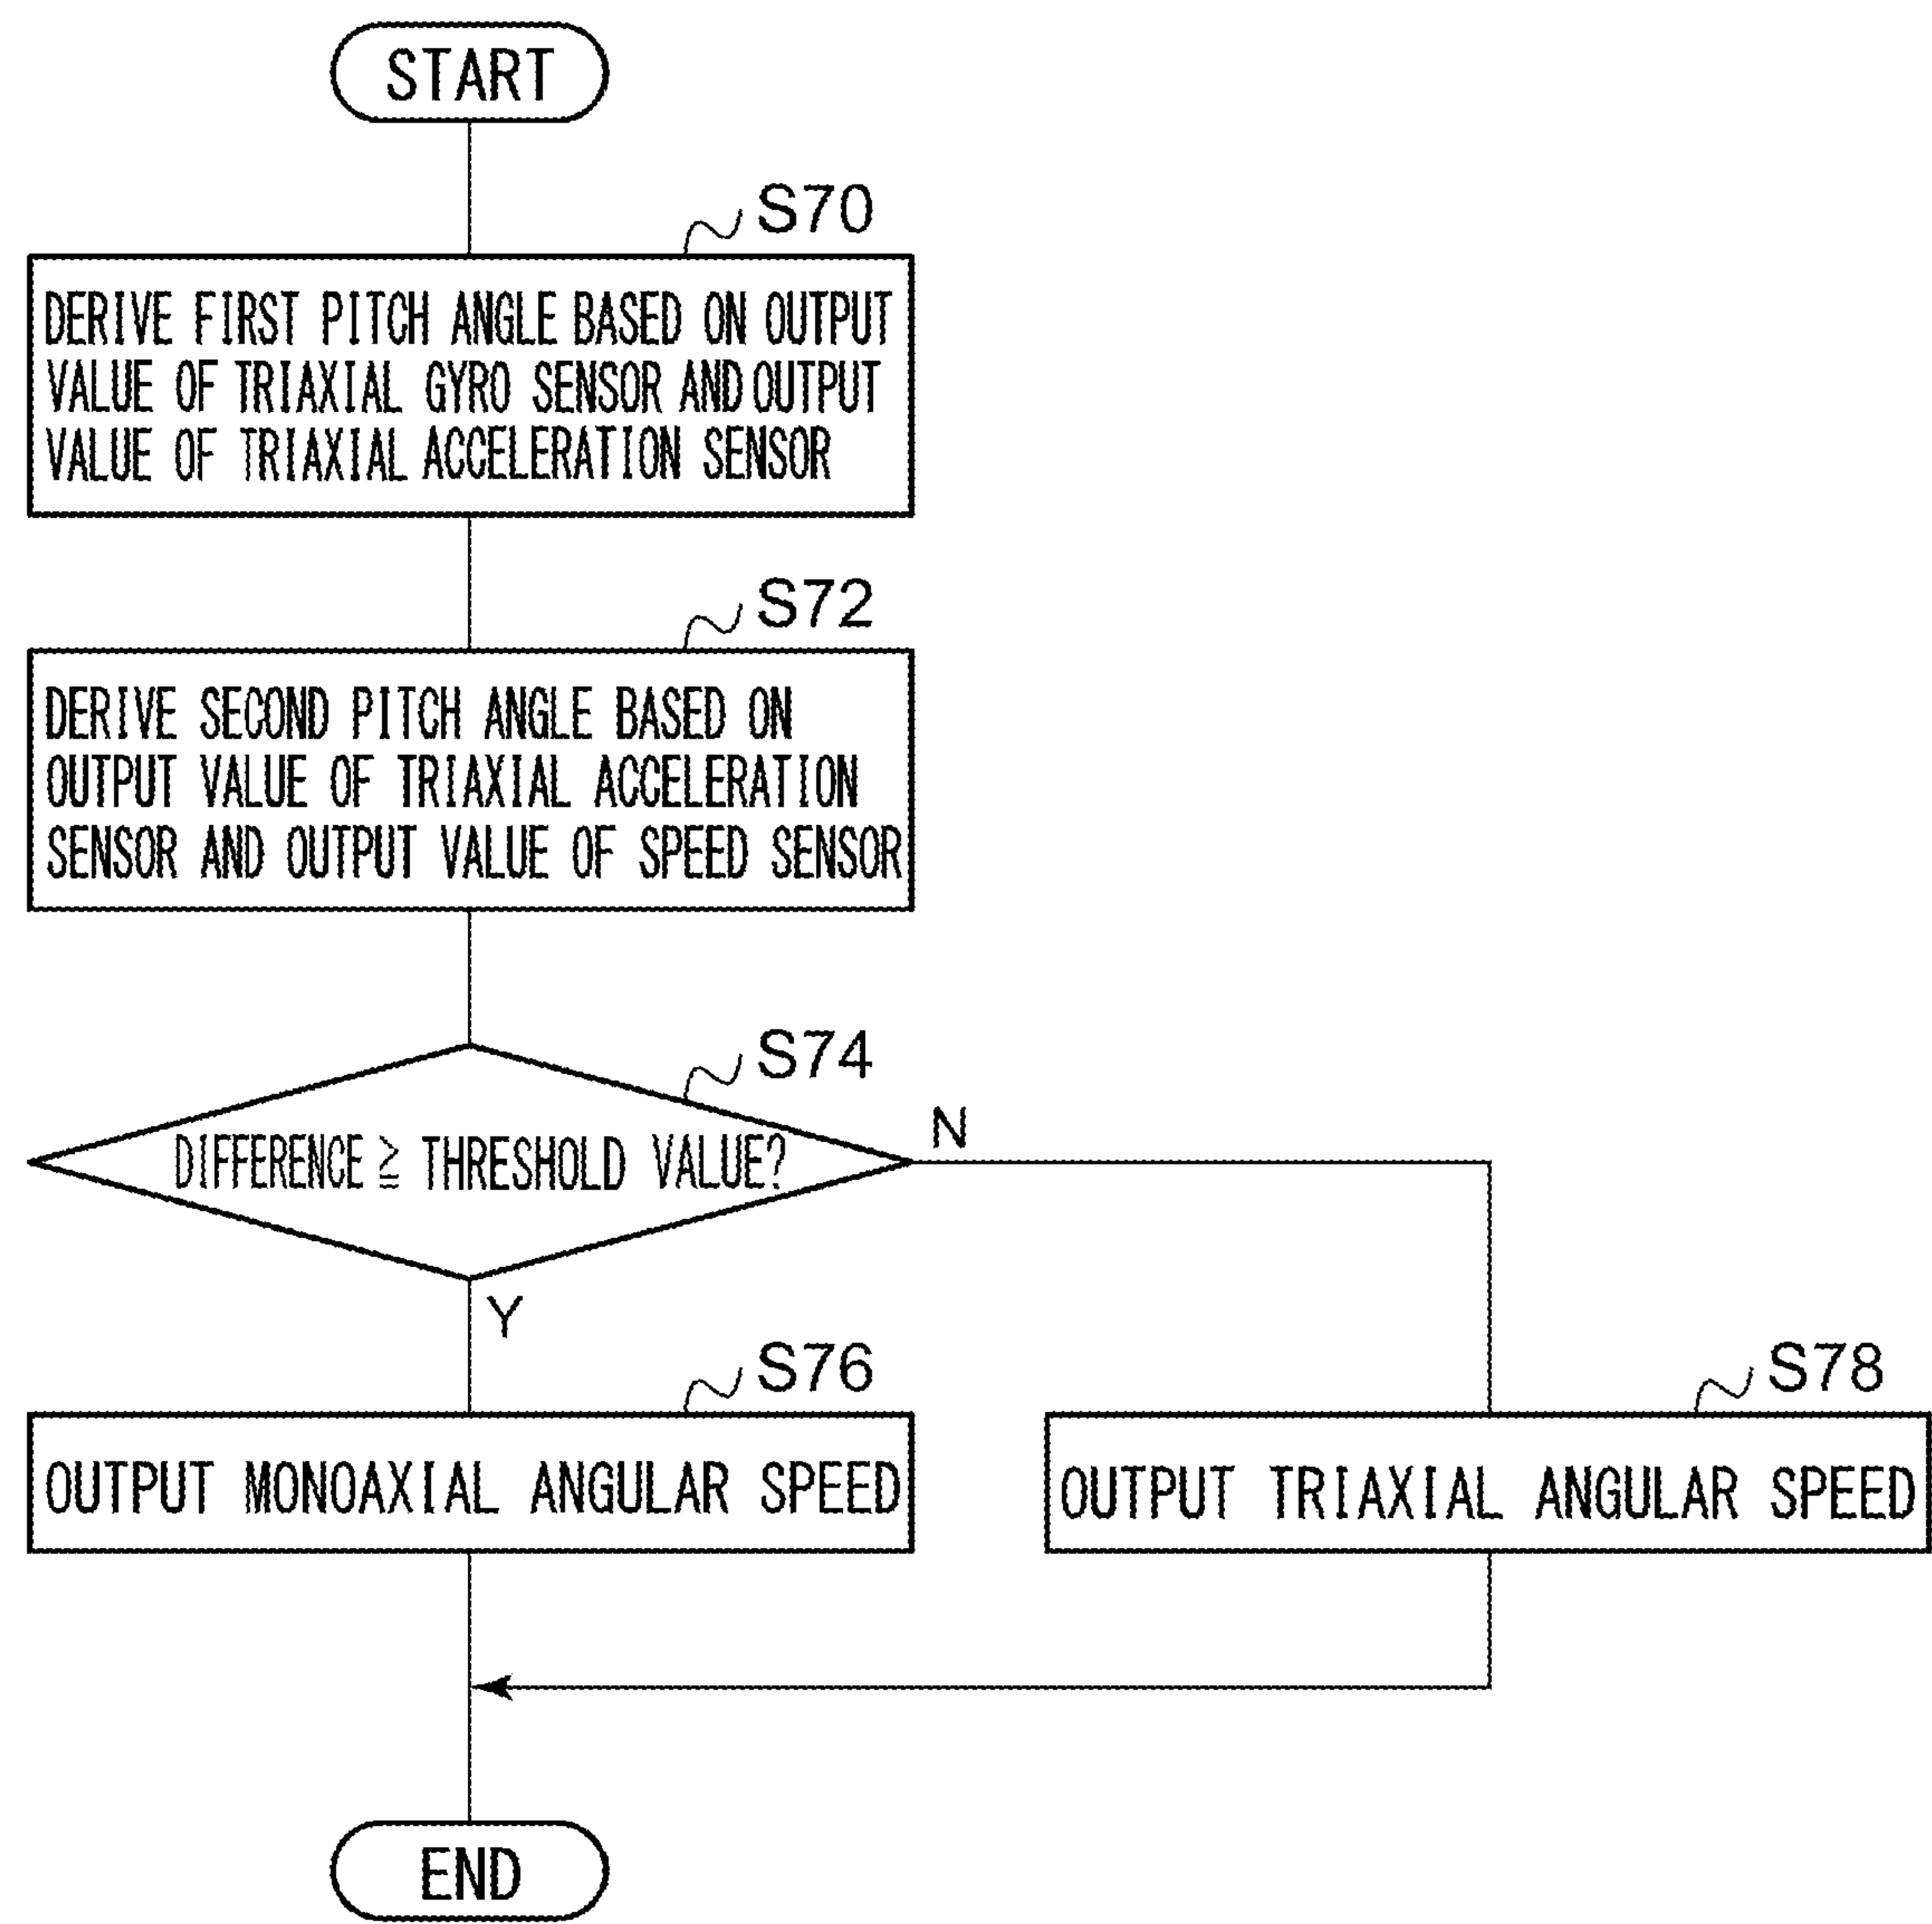 START
S70
DERIVE FIRST PITCH ANGLE BASED ON OUTPUT
VALUE OF TRIAXIAL GYRO SENSOR AND OUTPUT
VALUE OF TRIAXIAL ACCELERATION SENSOR
S72
DERIVE SECOND PITCH ANGLE BASED ON
OUTPUT VALUE OF TRIAXIAL ACCELERATION
SENSOR AND OUTPUT VALUE OF SPEED SENSOR
S74
DIFFERENCE ≧ THRESHOLD VALUE?
N
Y
S76
OUTPUT MONOAXIAL ANGULAR SPEED
S78
OUTPUT TRIAXIAL ANGULAR SPEED
END